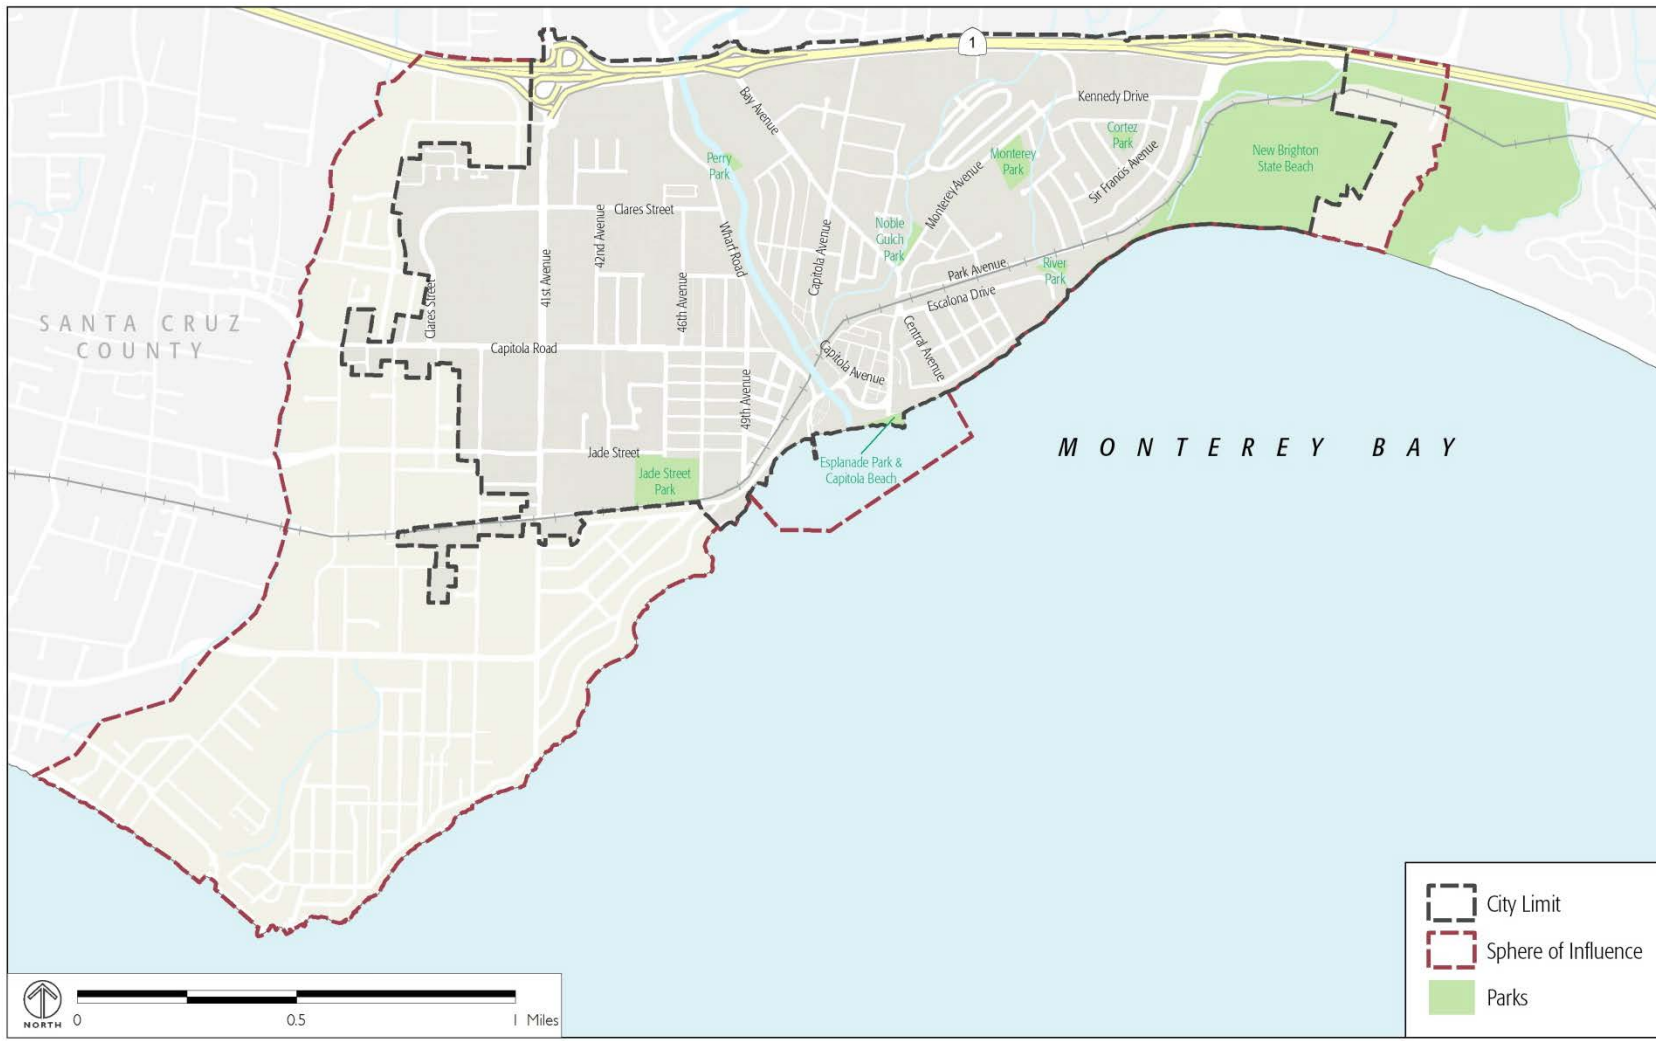 1
Bay Avenue
Kennedy Drive
Cortez
Park
Perry
Park
Monterey
Park
New Brighton
State Beach
Sir Francis Avenue
Monterey Avenue
Clares Street
42nd Avenue
Wharf Road
Capitola Avenue
Noble
Gulch
Park
Park Avenue
River
Park
41st Avenue
46th Avenue
Clares Street
Escalona Drive
SANTA CRUZ
COUNTY
Capitola Road
Central Avenue
Capitola Avenue
49th Avenue
MONTEREY BAY
Jade Street
Jade Street
Park
Esplanade Park &
Capitola Beach
City Limit
Sphere of Influence
Parks
NORTH
0 0.5 1 Miles